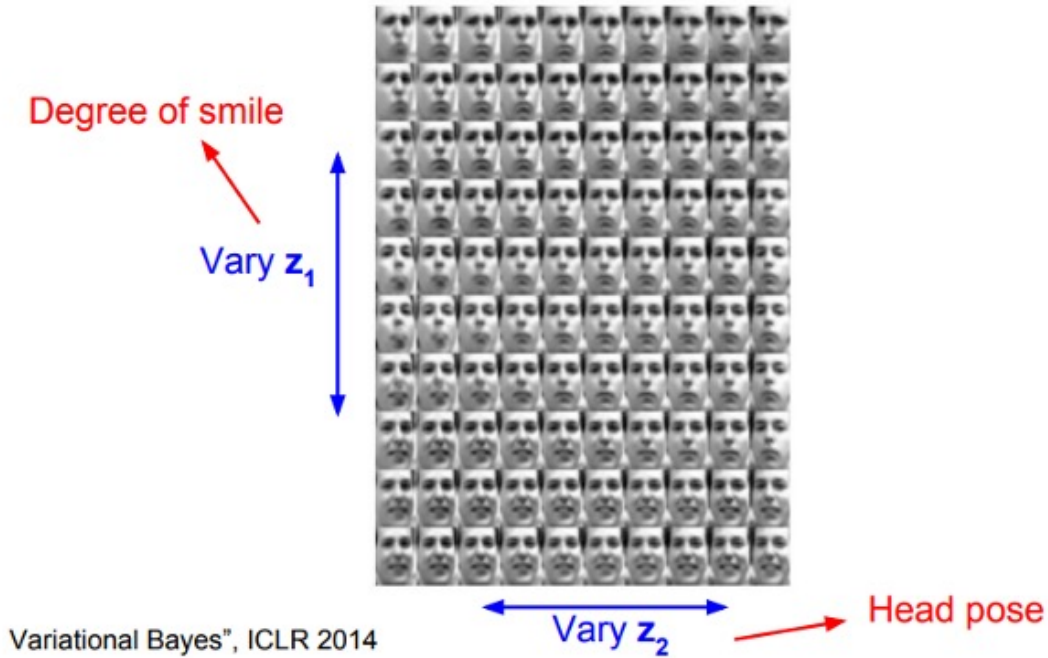 Degree of smile
Vary z₁
Vary z₂
Head pose
Variational Bayes”, ICLR 2014